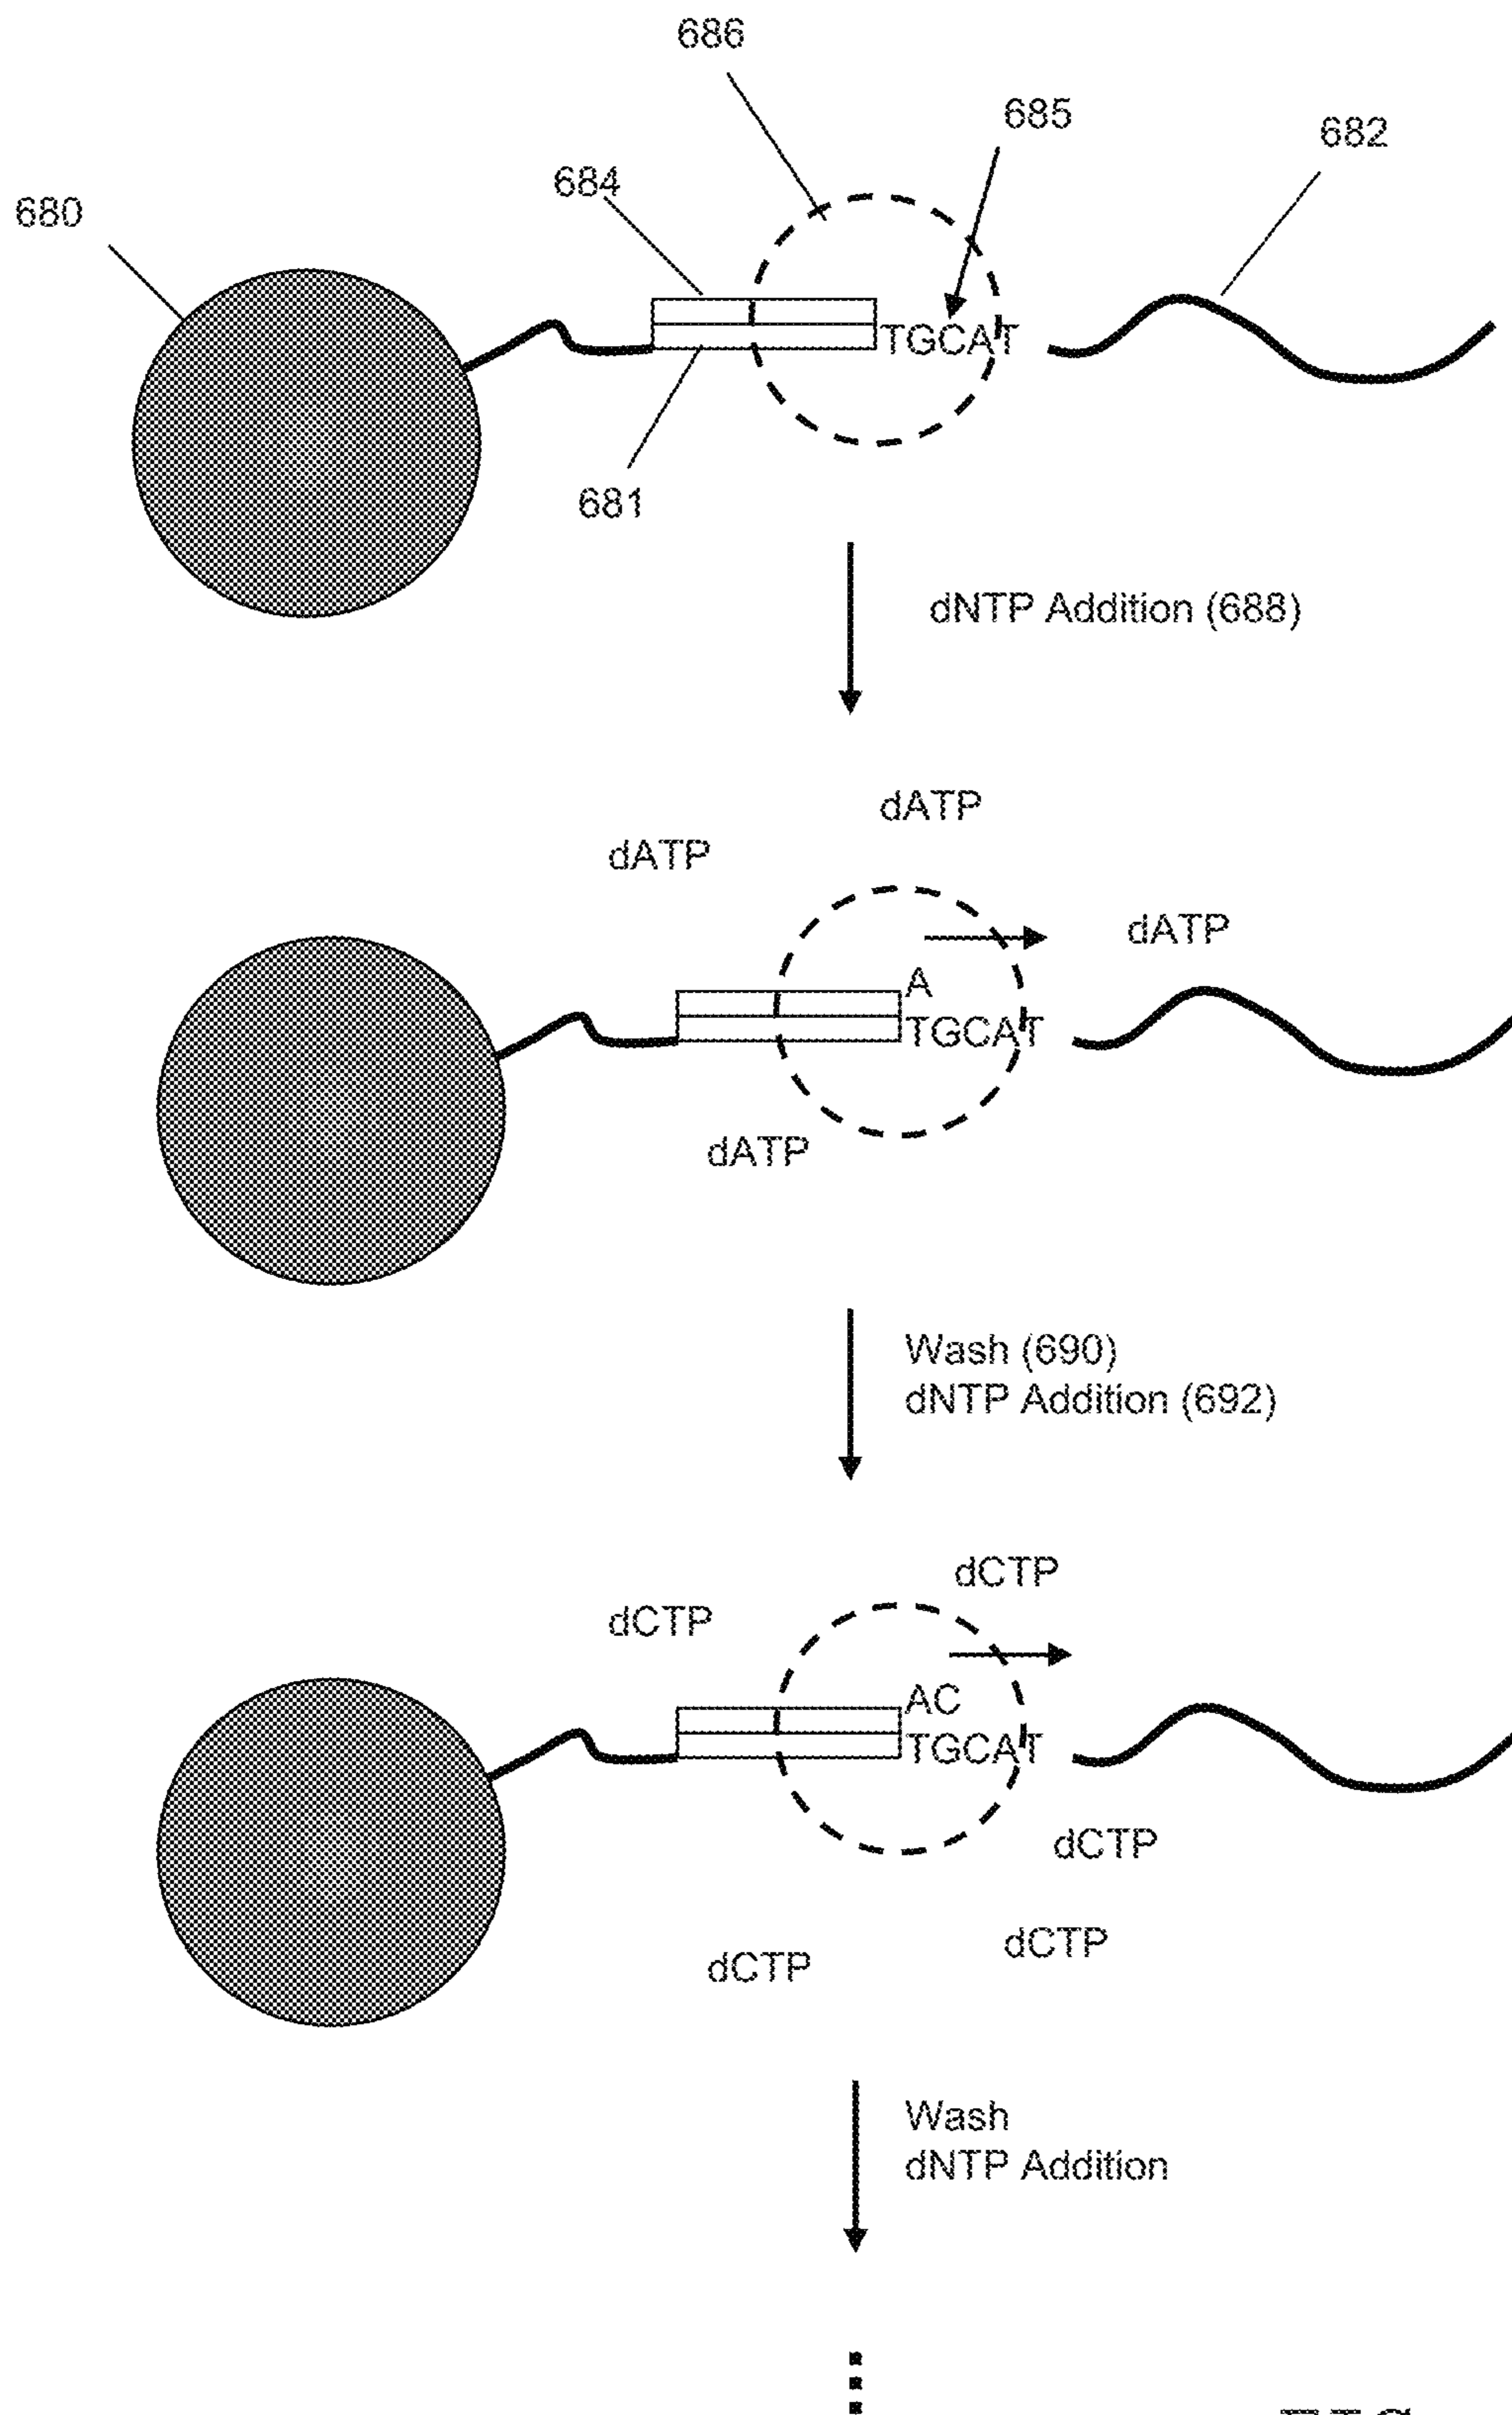 686
685
682
684
680
TGCAT
681
dNTP Addition (688)
dATP
dATP
dATP
A
TGCAT
dATP
Wash (690)
dNTP Addition (692)
dCTP
dCTP
AC
TGCAT
dCTP
dCTP
dCTP
Wash
dNTP Addition